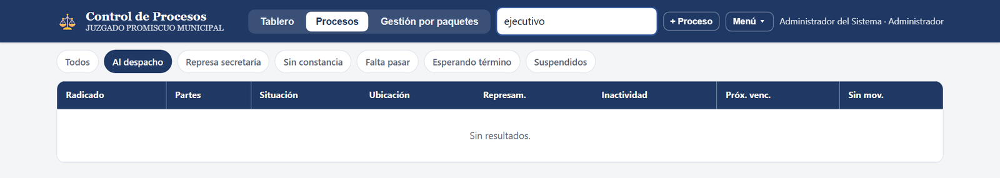 Control de Procesos
JUZGADO PROMISCUO MUNICIPAL
Tablero Procesos Gestión por paquetes ejecutivo + Proceso Menú ▾ Administrador del Sistema · Administrador
Todos Al despacho Represa secretaría Sin constancia Falta pasar Esperando término Suspendidos
Radicado Partes Situación Ubicación Represam. Inactividad Próx. venc. Sin mov.
Sin resultados.